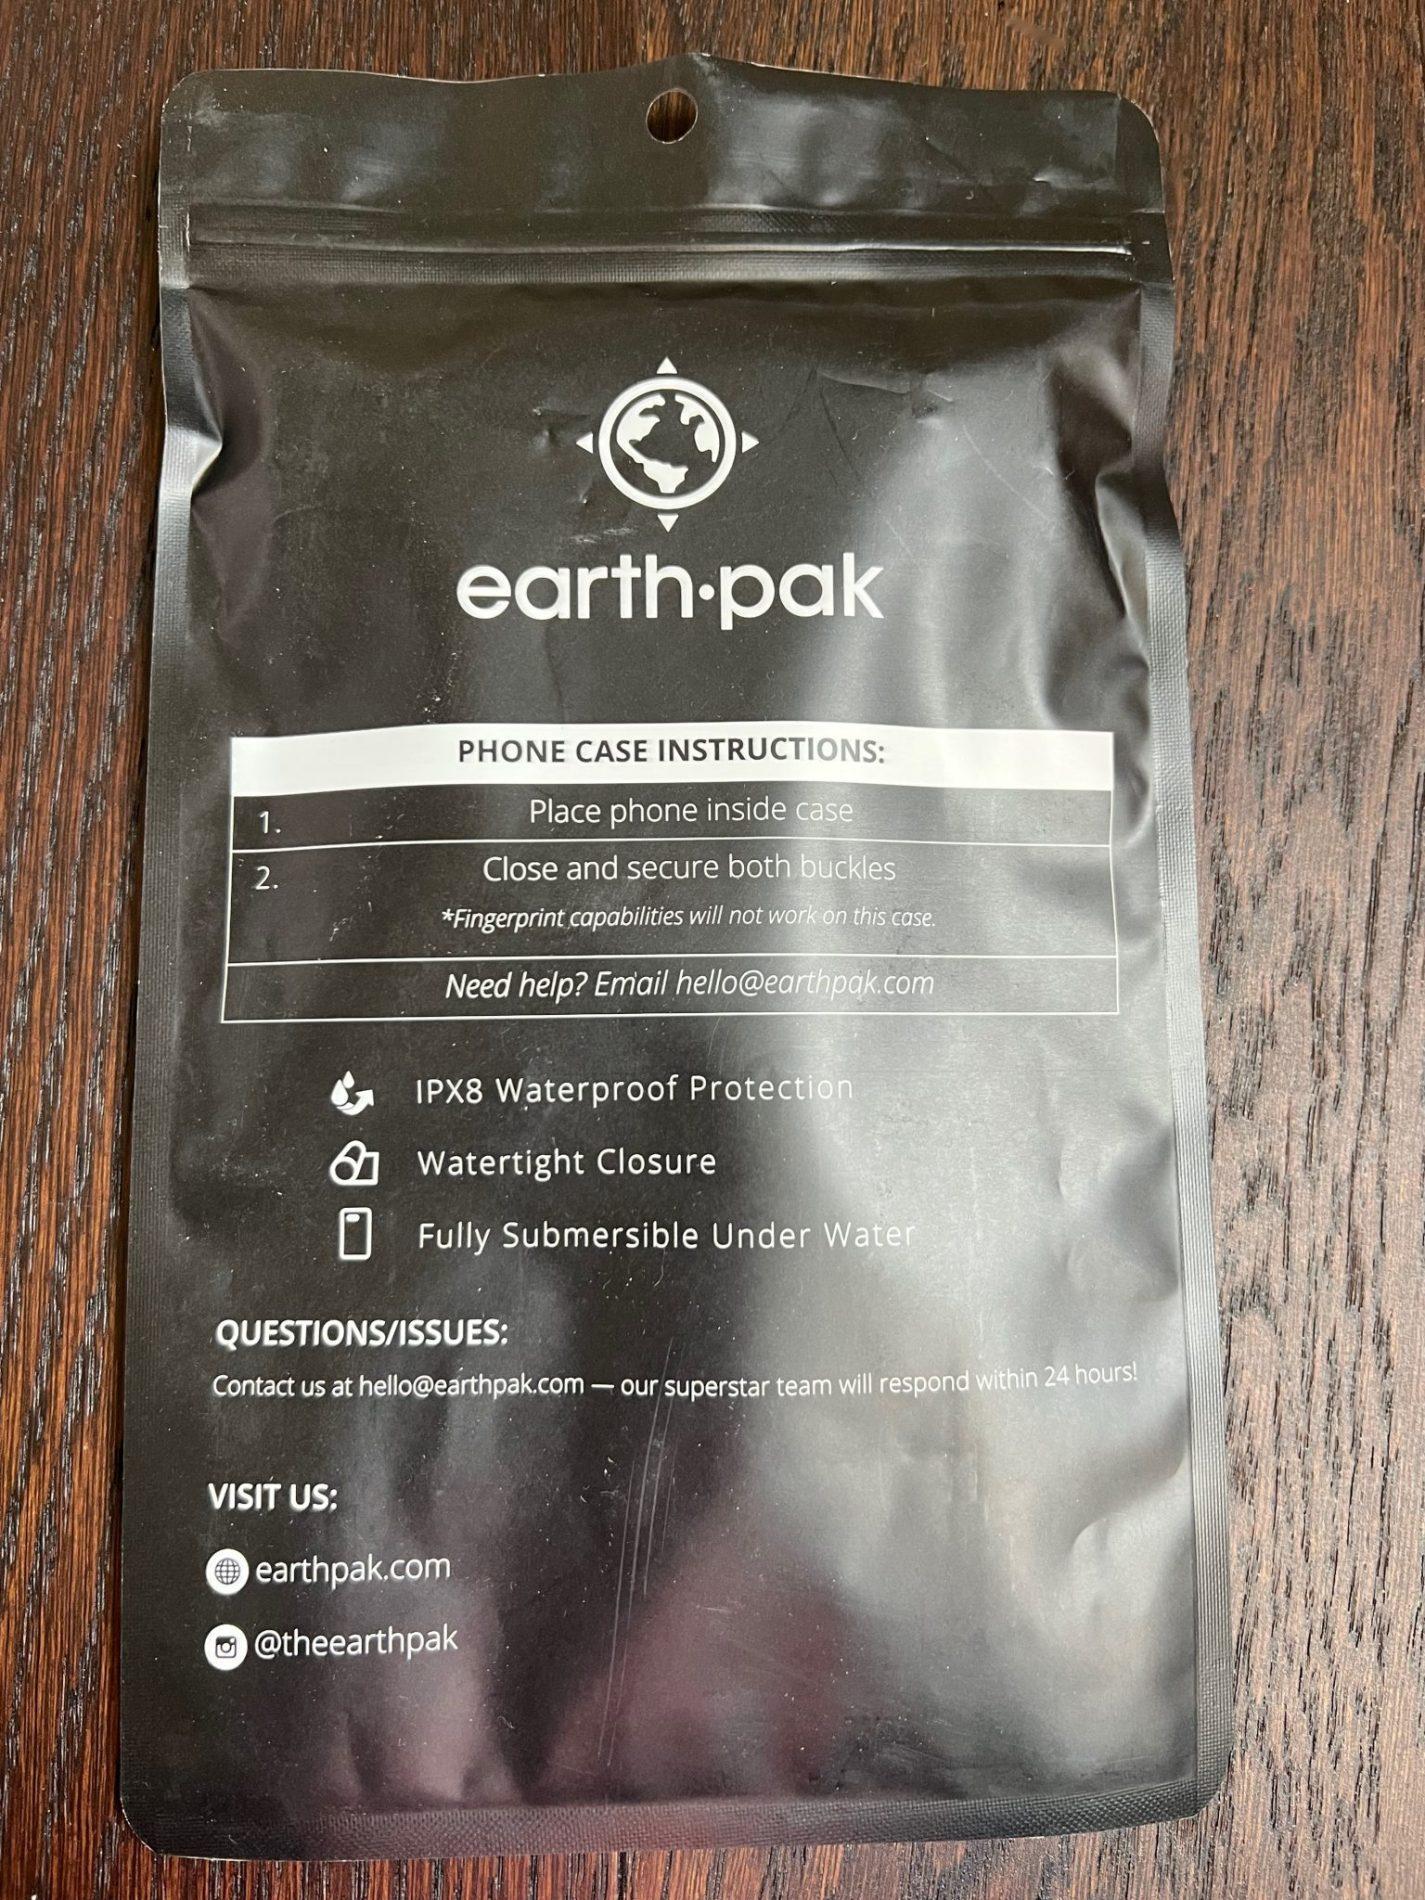 earth·pak
PHONE CASE INSTRUCTIONS:
1. Place phone inside case
2. Close and secure both buckles
*Fingerprint capabilities will not work on this case.
Need help? Email hello@earthpak.com
IPX8 Waterproof Protection
Watertight Closure
Fully Submersible Under Water
QUESTIONS/ISSUES:
Contact us at hello@earthpak.com — our superstar team will respond within 24 hours!
VISIT US:
earthpak.com
@theearthpak